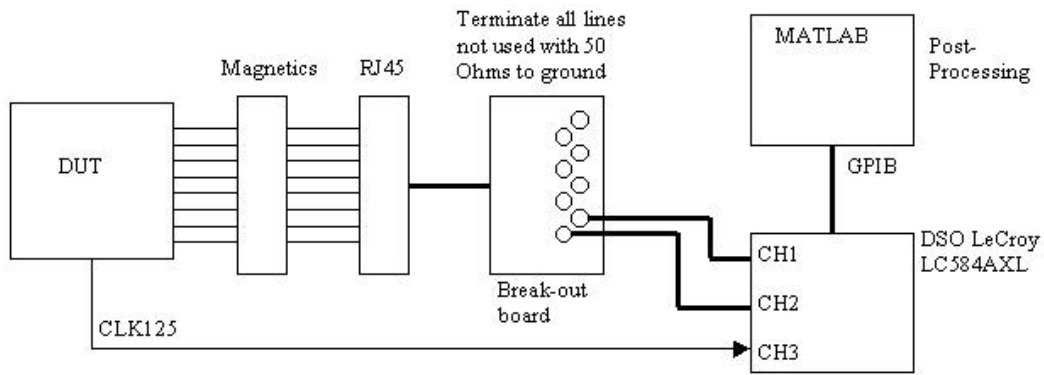 Terminate all lines
not used with 50
Ohms to ground
MATLAB
Post-
Processing
Magnetics
RJ45
DUT
GPIB
DSO LeCroy
LC584AXL
CH1
Break-out
board
CH2
CLK125
CH3